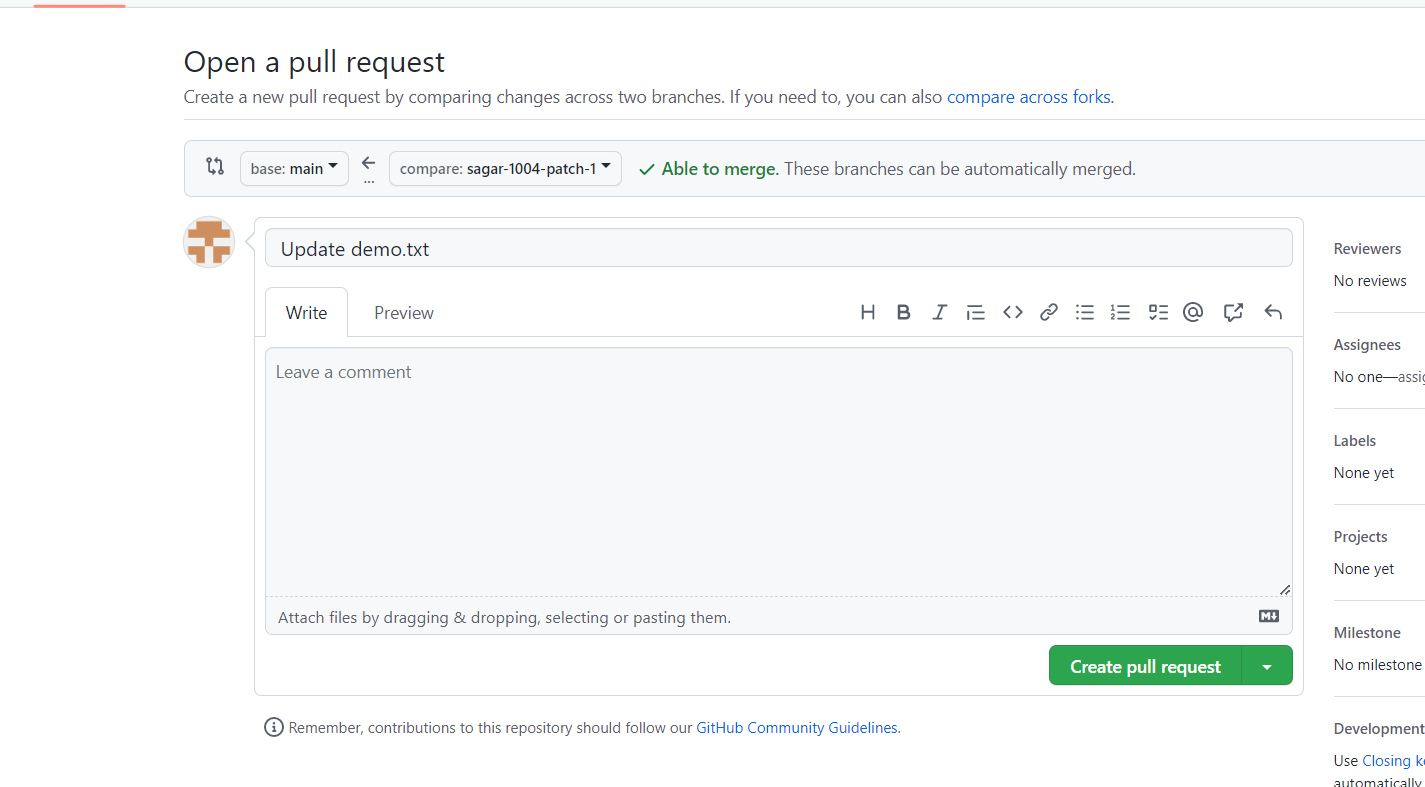 Open a pull request
Create a new pull request by comparing changes across two branches. If you need to, you can also compare across forks.
base: main
compare: sagar-1004-patch-1
Able to merge. These branches can be automatically merged.
Update demo.txt
Write
Preview
Leave a comment
Attach files by dragging & dropping, selecting or pasting them.
Create pull request
Remember, contributions to this repository should follow our GitHub Community Guidelines.
Reviewers
No reviews
Assignees
No one—
Labels
None yet
Projects
None yet
Milestone
No milestone
Development
Use Closing
automatically